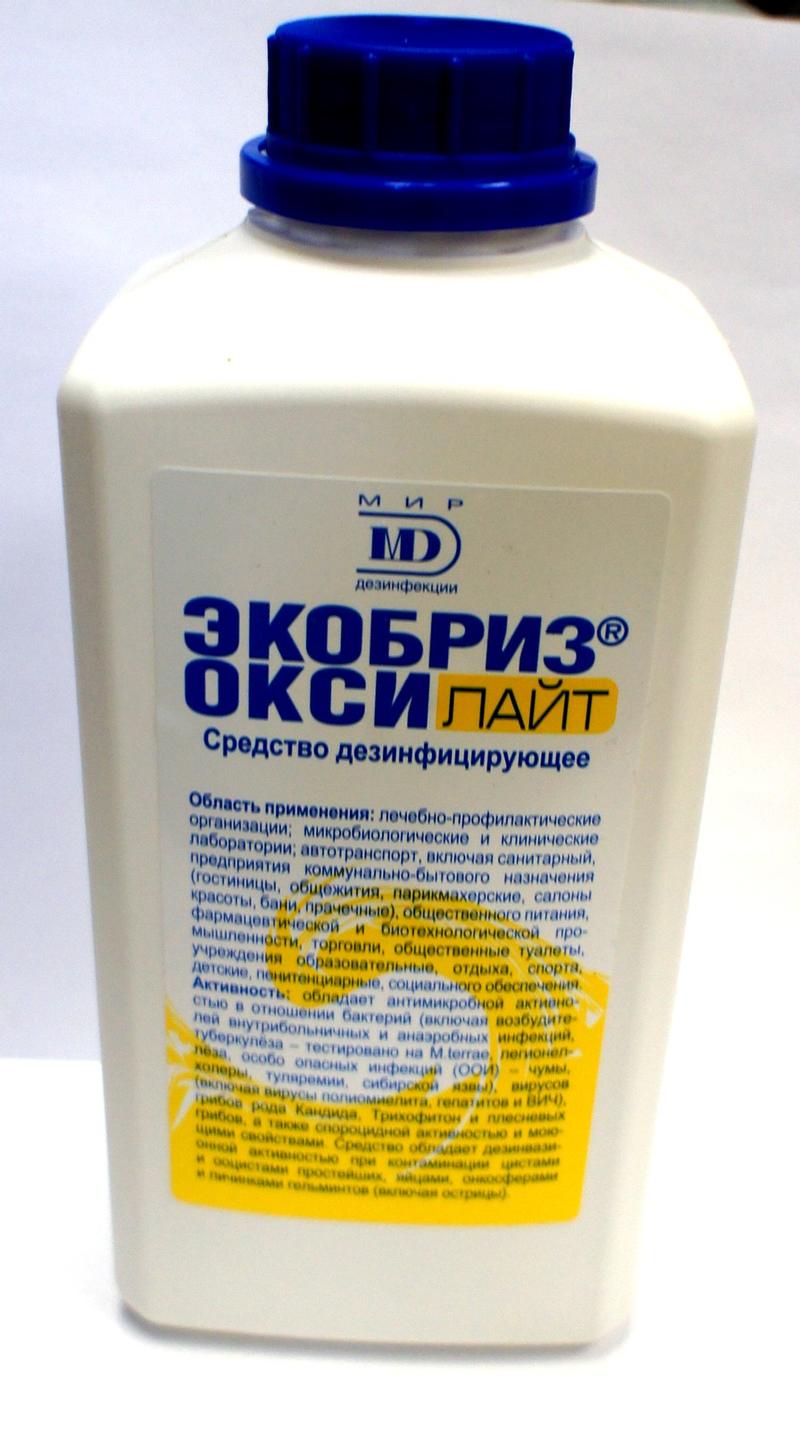 МИР
MD
дезинфекции
ЭКОБРИЗ®
ОКСИ ЛАЙТ
Средство дезинфицирующее
Область применения: лечебно-профилактические
организации; микробиологические и клинические
лаборатории; автотранспорт, включая санитарный,
предприятия коммунально-бытового назначения
(гостиницы, общежития, парикмахерские, салоны
красоты, бани, прачечные), общественного питания,
фармацевтической и биотехнологической про-
мышленности, торговли, общественные туалеты,
учреждения образовательные, отдыха, спорта,
детские, пенитенциарные, социального обеспечения.
Активность: обладает антимикробной активно-
стью в отношении бактерий (включая возбудите-
лей внутрибольничных и анаэробных инфекций,
туберкулёза – тестировано на M.terrae, легионел-
лёза, особо опасных инфекций (ООИ) – чумы,
холеры, туляремии, сибирской язвы), вирусов
(включая вирусы полиомиелита, гепатитов и ВИЧ),
грибов рода Кандида, Трихофитон и плесневых
грибов, а также спороцидной активностью и мою-
щими свойствами. Средство обладает дезинвази-
онной активностью при контаминации цистами
и ооцистами простейших, яйцами, онкосферами
и личинками гельминтов (включая острицы).